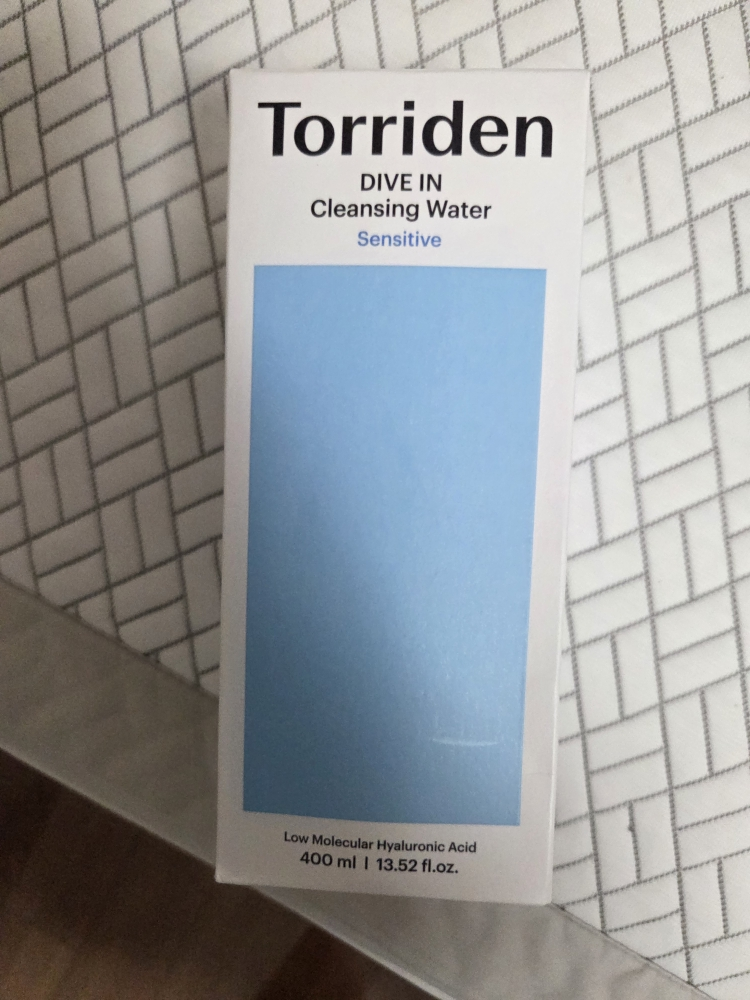 Torriden
DIVE IN
Cleansing Water
Sensitive
Low Molecular Hyaluronic Acid
400 ml | 13.52 fl.oz.